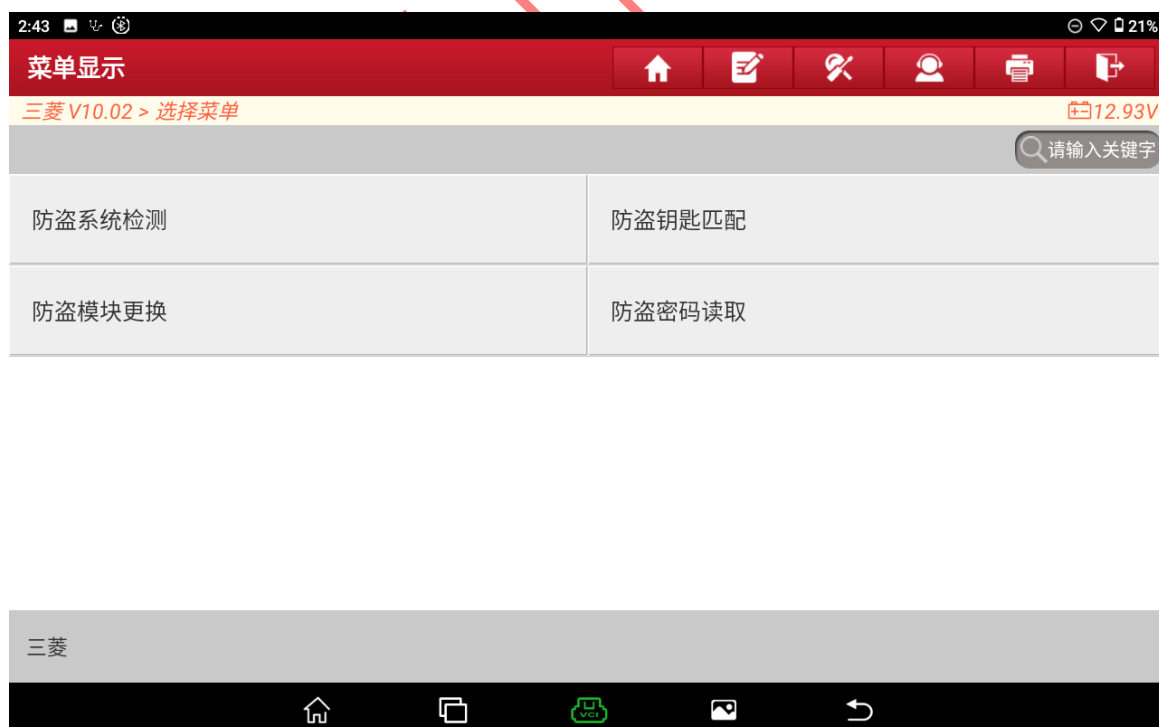 2:43 21%
菜单显示
三菱 V10.02 > 选择菜单 12.93V
请输入关键字
防盗系统检测 防盗钥匙匹配
防盗模块更换 防盗密码读取
三菱
VCI